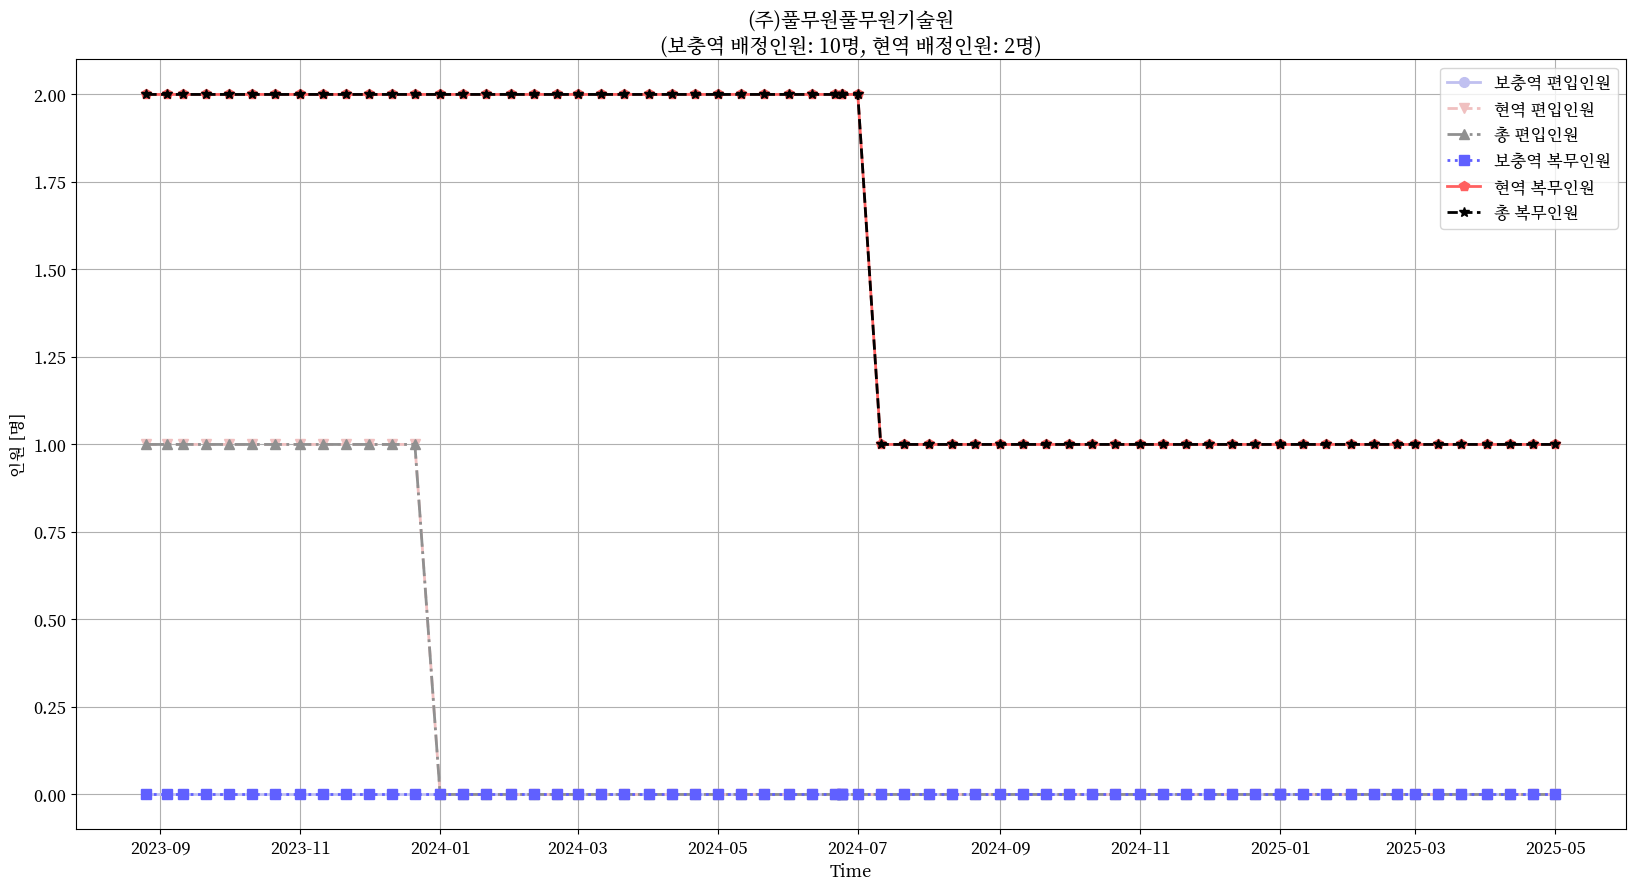 (주)풀무원풀무원기술원
(보충역 배정인원: 10명, 현역 배정인원: 2명)
보충역 편입인원
현역 편입인원
총 편입인원
보충역 복무인원
현역 복무인원
총 복무인원
인원 [명]
2.00
1.75
1.50
1.25
1.00
0.75
0.50
0.25
0.00
2023-09 2023-11 2024-01 2024-03 2024-05 2024-07 2024-09 2024-11 2025-01 2025-03 2025-05
Time